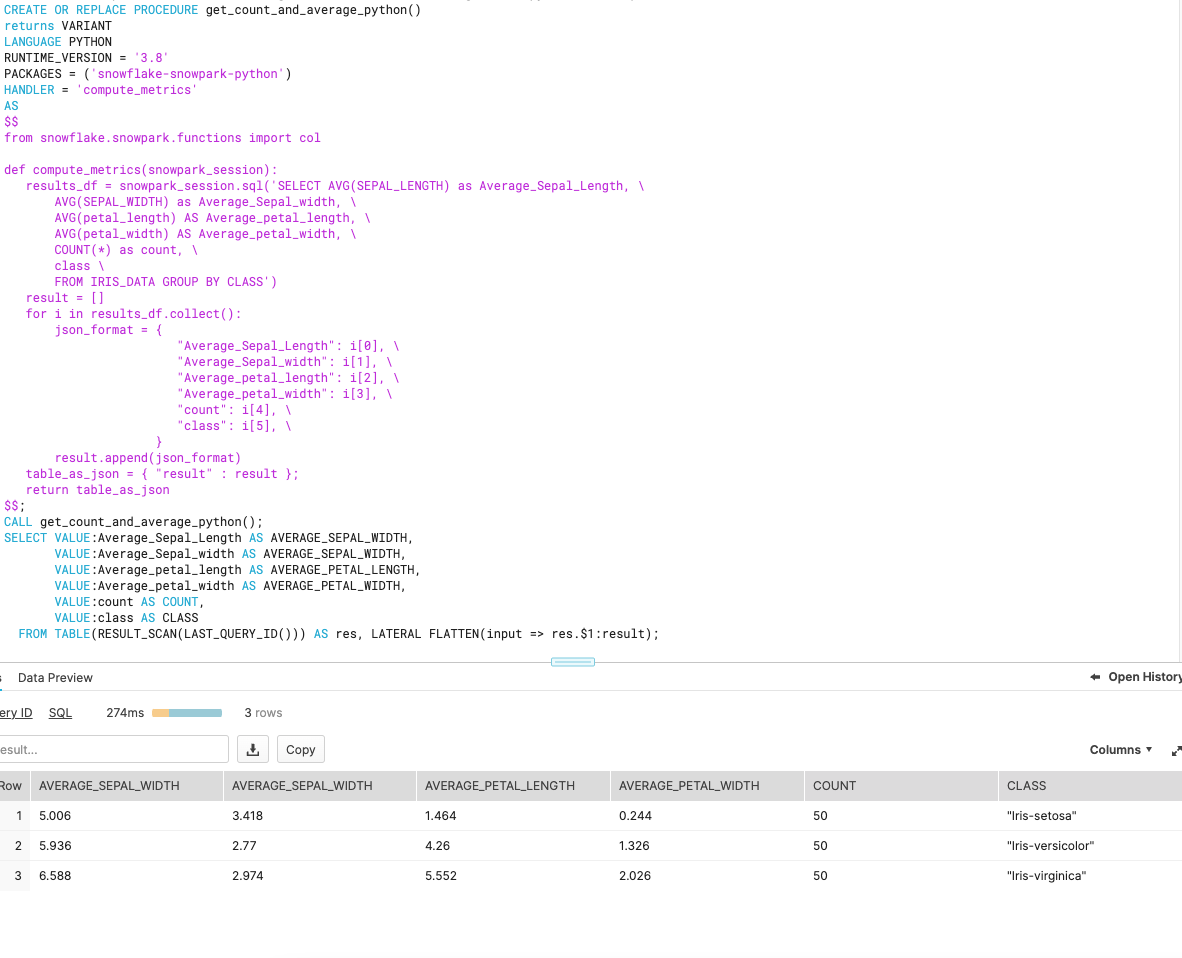 CREATE OR REPLACE PROCEDURE get_count_and_average_python()
returns VARIANT
LANGUAGE PYTHON
RUNTIME_VERSION = '3.8'
PACKAGES = ('snowflake-snowpark-python')
HANDLER = 'compute_metrics'
AS
$$
from snowflake.snowpark.functions import col
def compute_metrics(snowpark_session):
results_df = snowpark_session.sql('SELECT AVG(SEPAL_LENGTH) as Average_Sepal_Length, \
AVG(SEPAL_WIDTH) as Average_Sepal_width, \
AVG(petal_length) AS Average_petal_length, \
AVG(petal_width) AS Average_petal_width, \
COUNT(*) as count, \
class \
FROM IRIS_DATA GROUP BY CLASS')
result = []
for i in results_df.collect():
json_format = {
"Average_Sepal_Length": i[0], \
"Average_Sepal_width": i[1], \
"Average_petal_length": i[2], \
"Average_petal_width": i[3], \
"count": i[4], \
"class": i[5], \
}
result.append(json_format)
table_as_json = { "result" : result };
return table_as_json
$$;
CALL get_count_and_average_python();
SELECT VALUE:Average_Sepal_Length AS AVERAGE_SEPAL_WIDTH,
VALUE:Average_Sepal_width AS AVERAGE_SEPAL_WIDTH,
VALUE:Average_petal_length AS AVERAGE_PETAL_LENGTH,
VALUE:Average_petal_width AS AVERAGE_PETAL_WIDTH,
VALUE:count AS COUNT,
VALUE:class AS CLASS
FROM TABLE(RESULT_SCAN(LAST_QUERY_ID())) AS res, LATERAL FLATTEN(input => res.$1:result);
s Data Preview Open History
ery ID SQL 274ms 3 rows
esult... Copy Columns
Row AVERAGE_SEPAL_WIDTH AVERAGE_SEPAL_WIDTH AVERAGE_PETAL_LENGTH AVERAGE_PETAL_WIDTH COUNT CLASS
1 5.006 3.418 1.464 0.244 50 "Iris-setosa"
2 5.936 2.77 4.26 1.326 50 "Iris-versicolor"
3 6.588 2.974 5.552 2.026 50 "Iris-virginica"